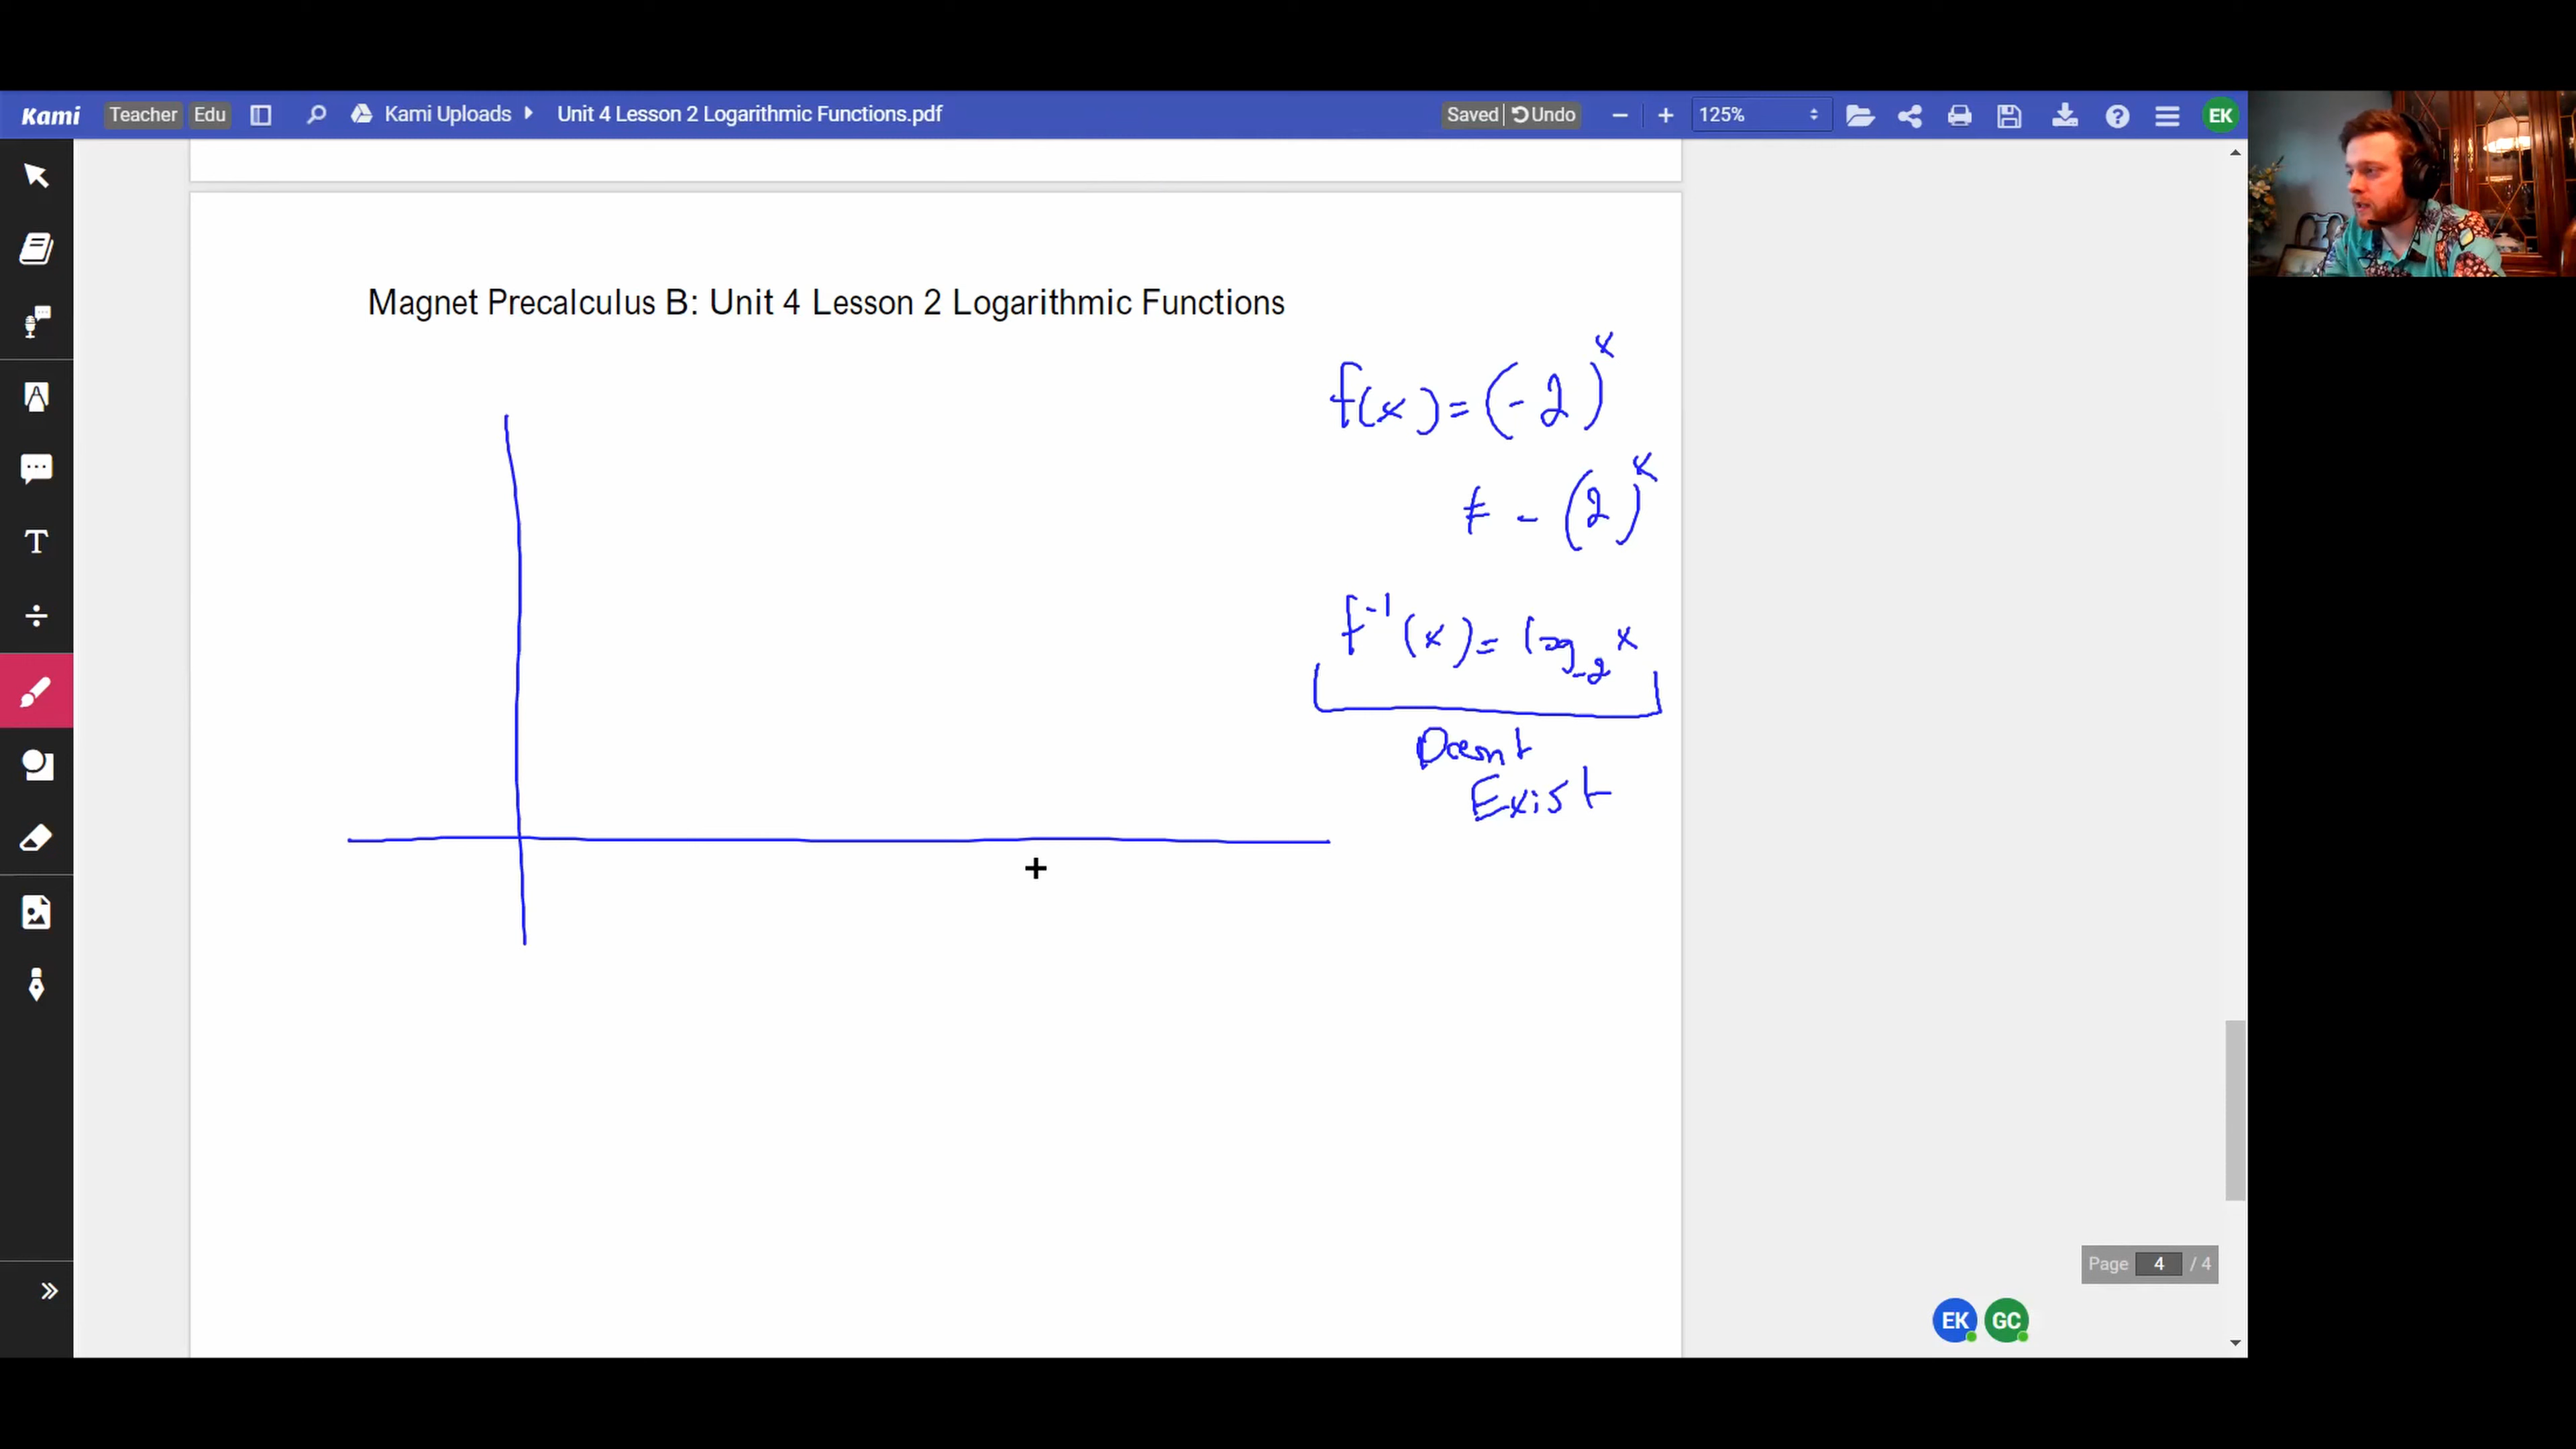 Kami Teacher Edu Kami Uploads Unit 4 Lesson 2 Logarithmic Functions.pdf Saved Undo 125% EK
Magnet Precalculus B: Unit 4 Lesson 2 Logarithmic Functions
f(x) = (-2)^x
≠ - (2)^x
f^-1 (x) = log_-2 x
Doesnt
Exist
Page 4 / 4
EK GC